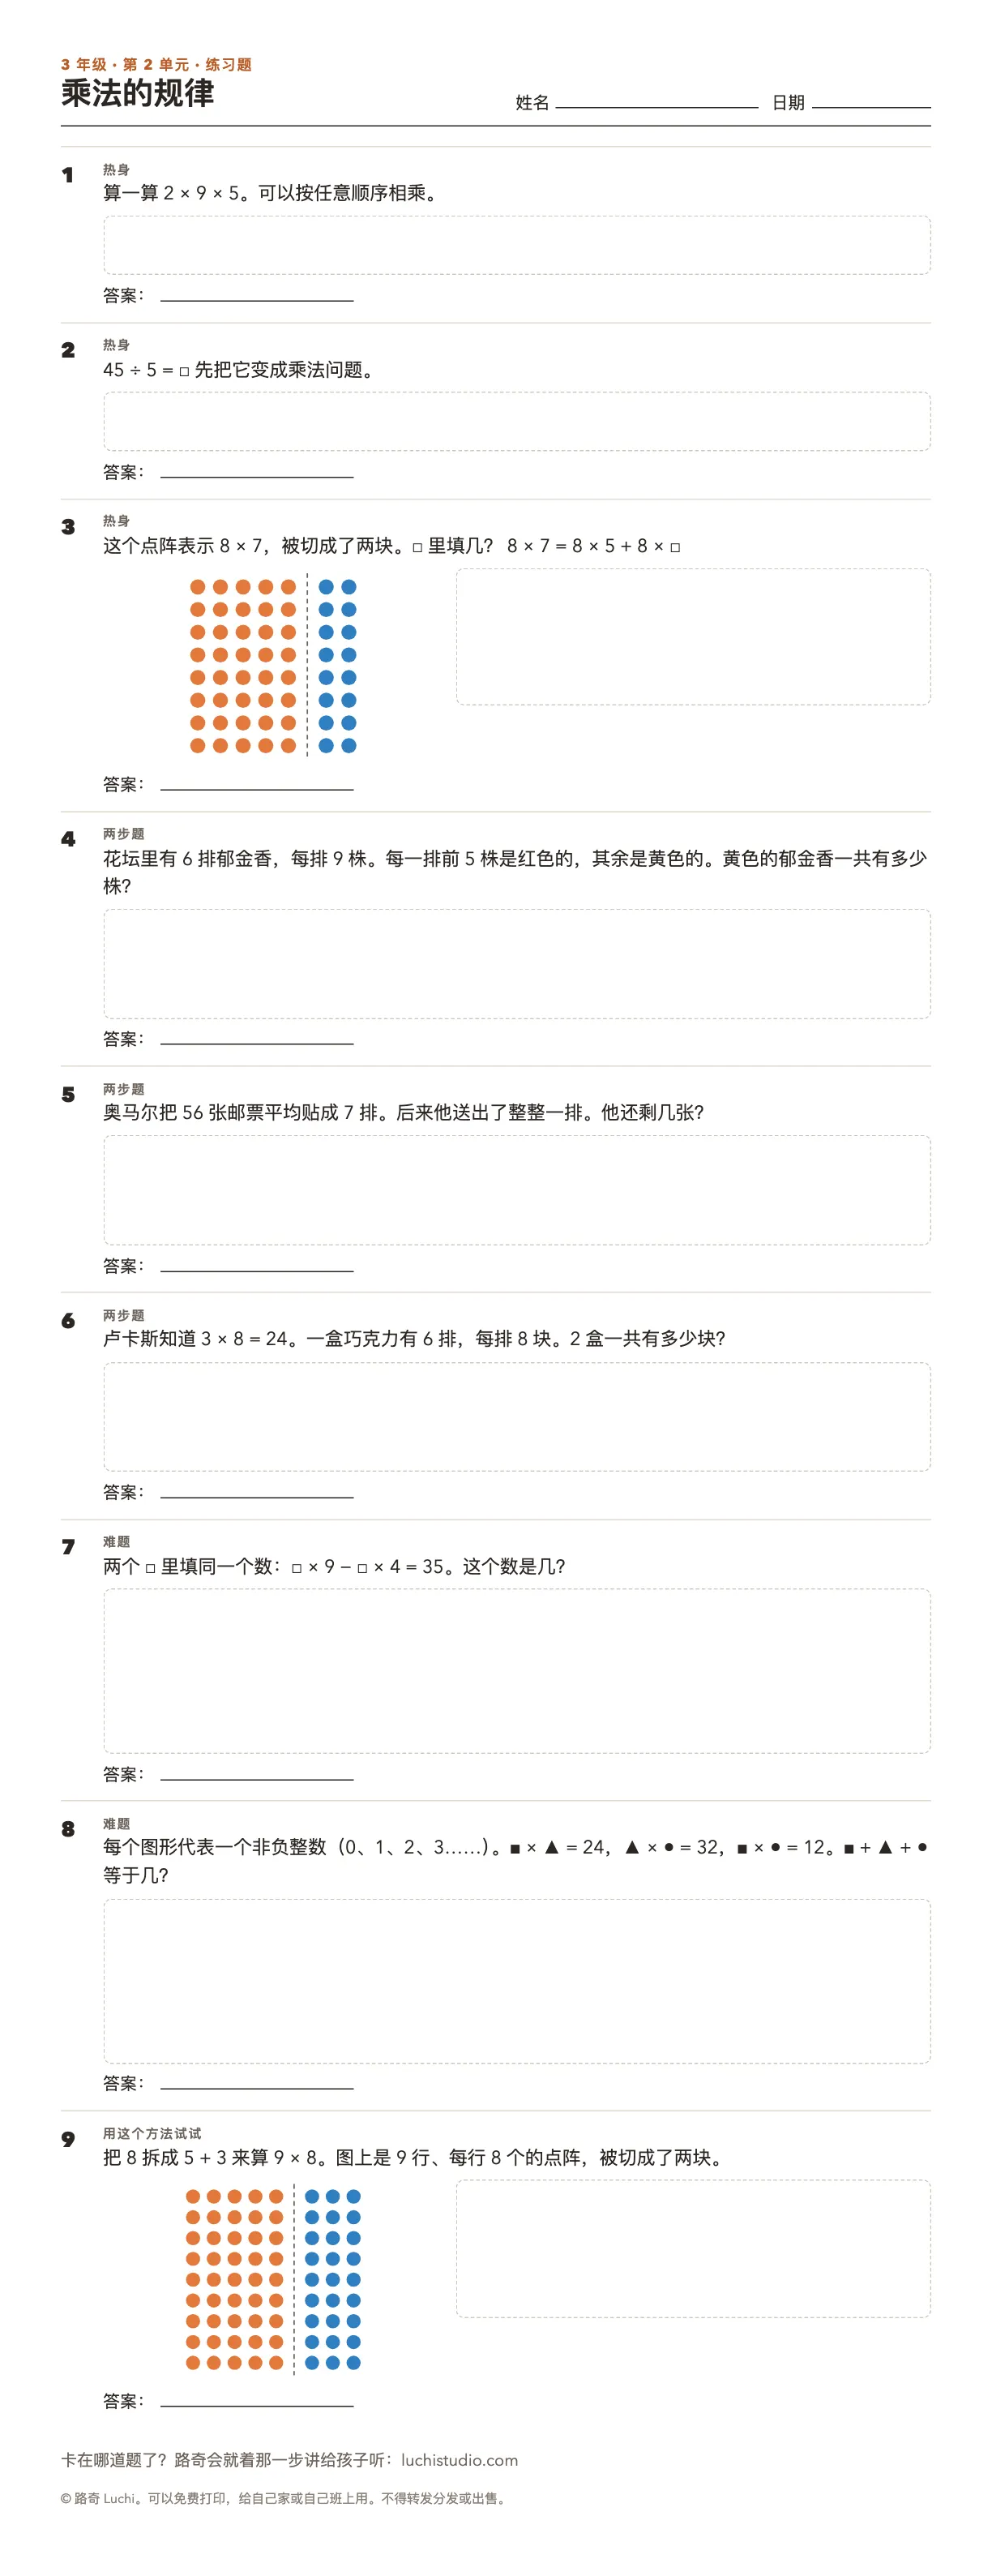 3 年级 · 第 2 单元 · 练习题
乘法的规律
姓名 日期
1 热身
算一算 2 × 9 × 5。可以按任意顺序相乘。
答案：
2 热身
45 ÷ 5 = □ 先把它变成乘法问题。
答案：
3 热身
这个点阵表示 8 × 7，被切成了两块。□ 里填几？ 8 × 7 = 8 × 5 + 8 × □
答案：
4 两步题
花坛里有 6 排郁金香，每排 9 株。每一排前 5 株是红色的，其余是黄色的。黄色的郁金香一共有多少
株？
答案：
5 两步题
奥马尔把 56 张邮票平均贴成 7 排。后来他送出了整整一排。他还剩几张？
答案：
6 两步题
卢卡斯知道 3 × 8 = 24。一盒巧克力有 6 排，每排 8 块。2 盒一共有多少块？
答案：
7 难题
两个 □ 里填同一个数：□ × 9 − □ × 4 = 35。这个数是几？
答案：
8 难题
每个图形代表一个非负整数（0、1、2、3……）。■ × ▲ = 24，▲ × ● = 32，■ × ● = 12。■ + ▲ + ●
等于几？
答案：
9 用这个方法试试
把 8 拆成 5 + 3 来算 9 × 8。图上是 9 行、每行 8 个的点阵，被切成了两块。
答案：
卡在哪道题了？路奇会就着那一步讲给孩子听：luchistudio.com
© 路奇 Luchi。可以免费打印，给自己家或自己班上用。不得转发分发或出售。